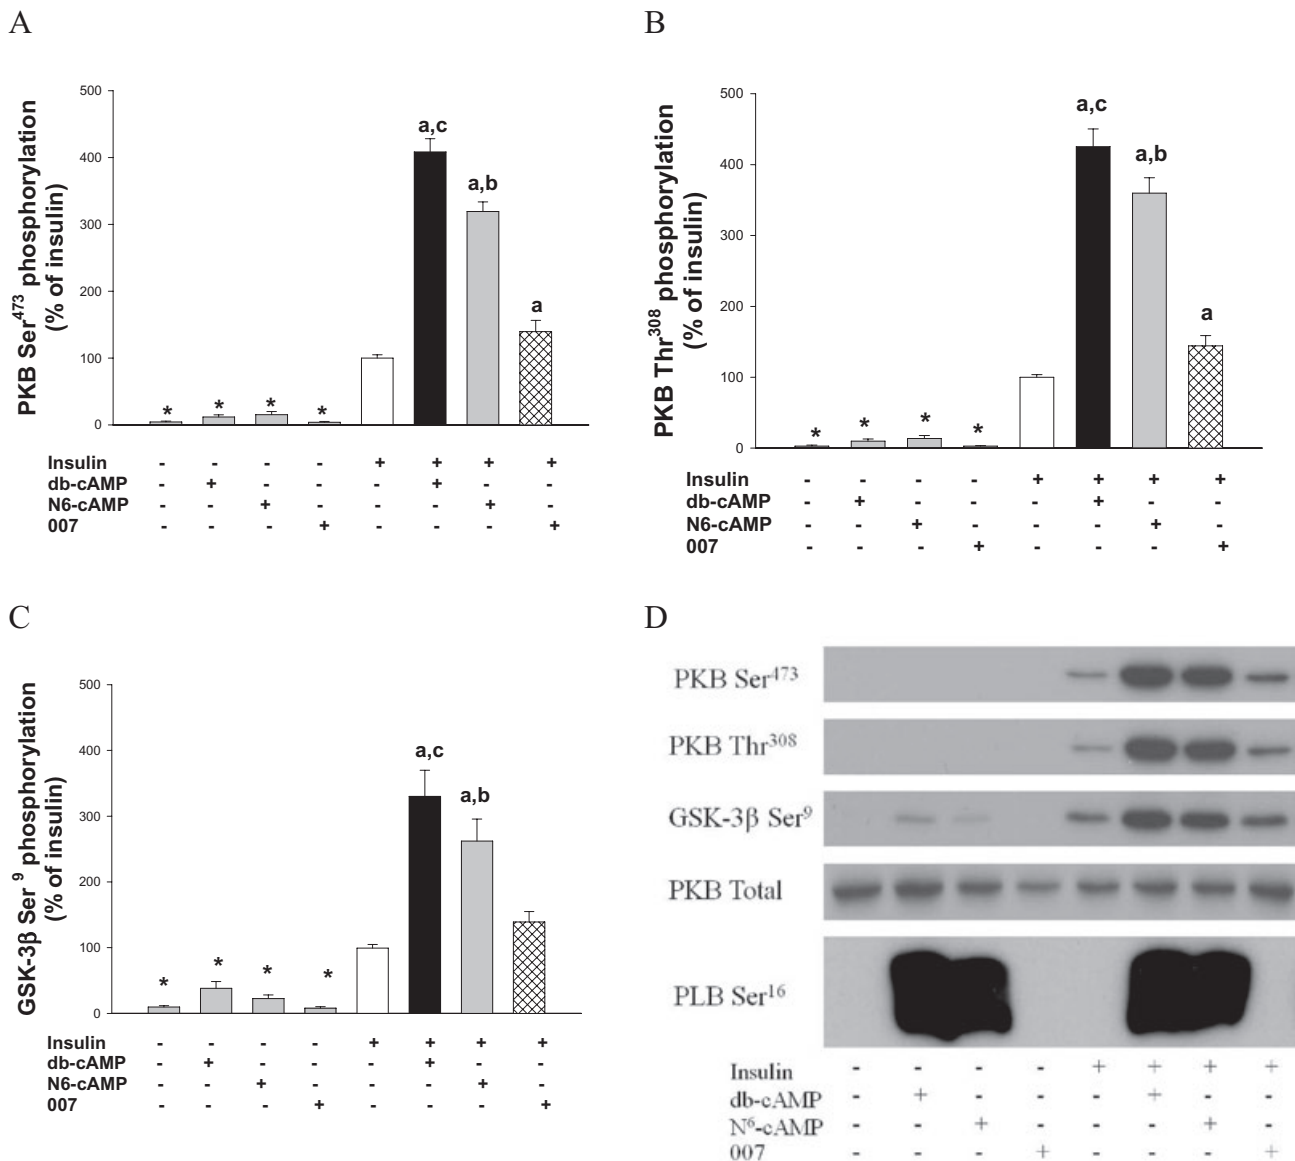 A
PKB Ser473 phosphorylation
(% of insulin)
500
400
300
200
100
0
* * * *
a,c
a,b
a
Insulin - - - - + + + +
db-cAMP - + - - - + - -
N6-cAMP - - + - - - + -
007 - - - + - - - +
B
PKB Thr308 phosphorylation
(% of insulin)
500
400
300
200
100
0
* * * *
a,c
a,b
a
Insulin - - - - + + + +
db-cAMP - + - - - + - -
N6-cAMP - - + - - - + -
007 - - - + - - - +
C
GSK-3β Ser 9 phosphorylation
(% of insulin)
500
400
300
200
100
0
* * * *
a,c
a,b
Insulin - - - - + + + +
db-cAMP - + - - - + - -
N6-cAMP - - + - - - + -
007 - - - + - - - +
D
PKB Ser473
PKB Thr308
GSK-3β Ser9
PKB Total
PLB Ser16
Insulin - - - - + + + +
db-cAMP - + - - - + - -
N6-cAMP - - + - - - + -
007 - - - + - - - +